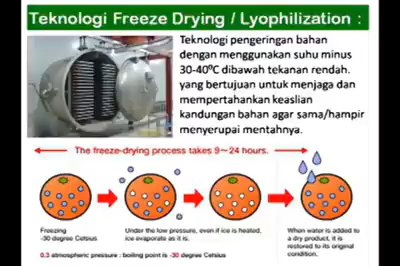 Teknologi Freeze Drying / Lyophilization :
Teknologi pengeringan bahan
dengan menggunakan suhu minus
30-40ºC dibawah tekanan rendah.
yang bertujuan untuk menjaga dan
mempertahankan keaslian
kandungan bahan agar sama/hampir
menyerupai mentahnya.
The freeze-drying process takes 9~24 hours.
Freezing
-30 degree Celsius
Under the low pressure, even if ice is heated,
ice evaporate as it is.
When water is added to
a dry product, it is
restored to its original
condition.
0.3 atmospheric pressure : boiling point is -30 degree Celsius